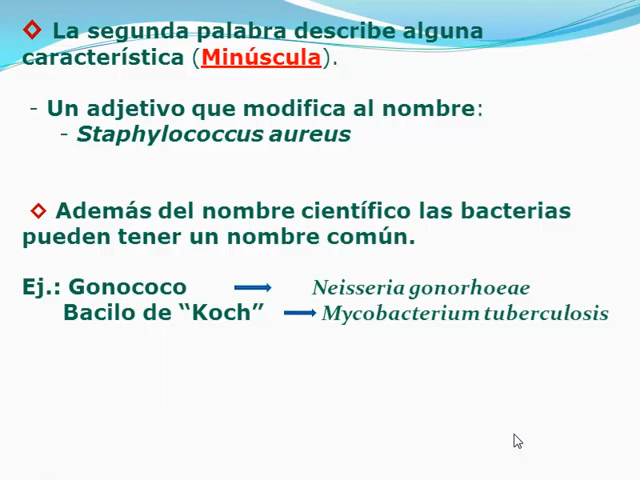 ◊ La segunda palabra describe alguna
característica (Minúscula).
- Un adjetivo que modifica al nombre:
- Staphylococcus aureus
◊ Además del nombre científico las bacterias
pueden tener un nombre común.
Ej.: Gonococo → Neisseria gonorhoeae
Bacilo de “Koch” → Mycobacterium tuberculosis